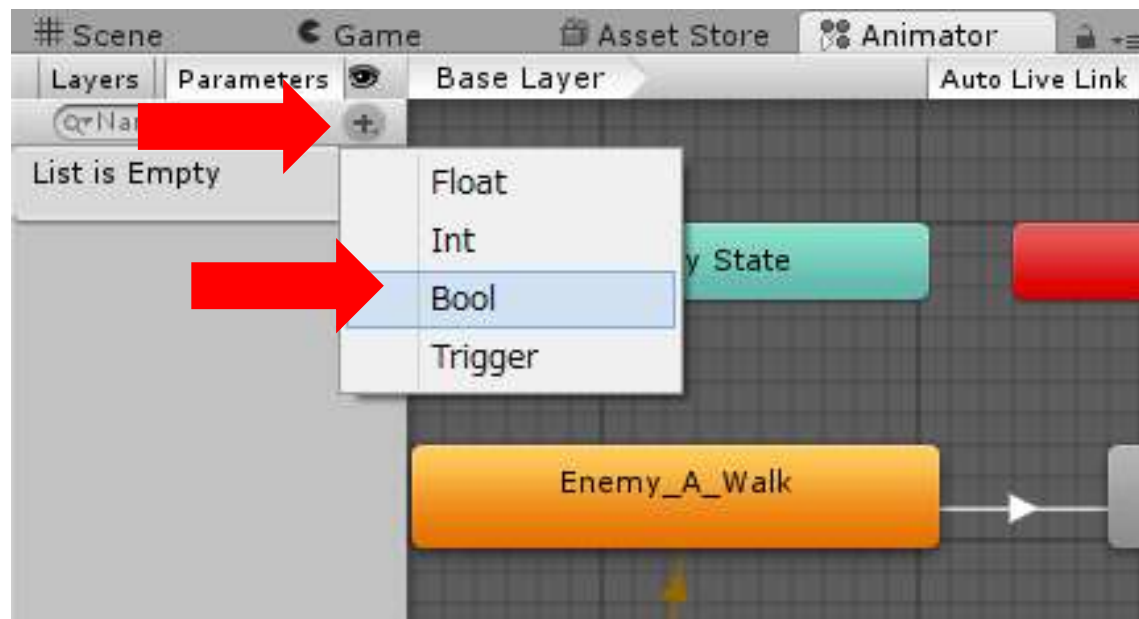 Scene Game Asset Store Animator
Layers Parameters Base Layer Auto Live Link
List is Empty
Float
Int
Bool
Trigger
State
Enemy_A_Walk